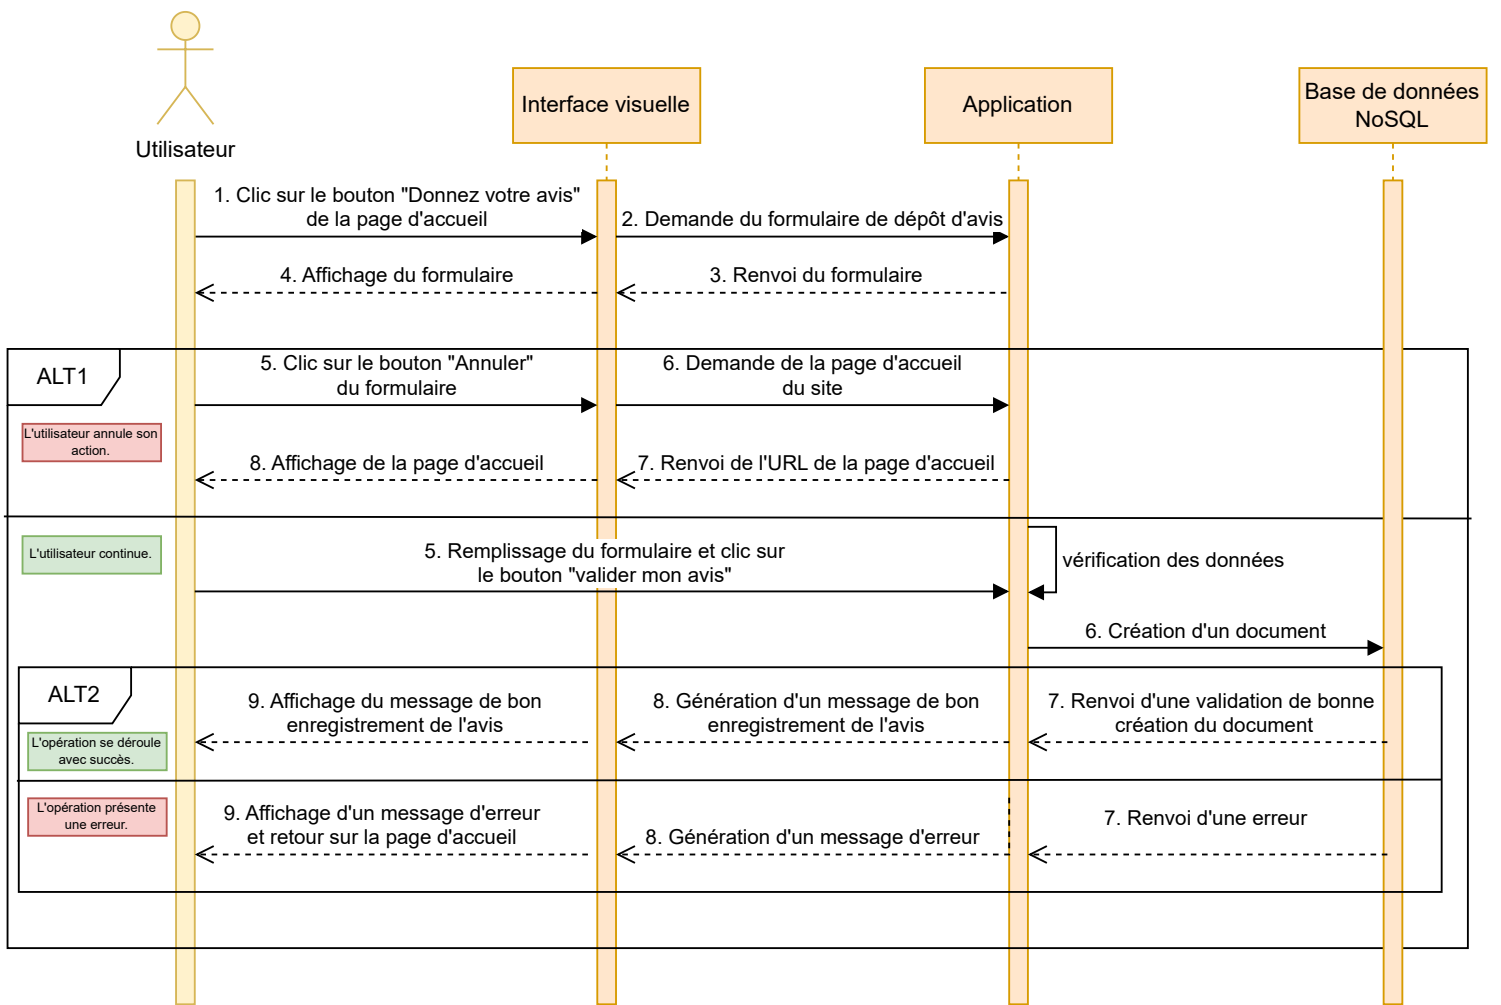 Utilisateur
Interface visuelle
Application
Base de données
NoSQL
1. Clic sur le bouton "Donnez votre avis"
de la page d'accueil
2. Demande du formulaire de dépôt d'avis
4. Affichage du formulaire
3. Renvoi du formulaire
ALT1
5. Clic sur le bouton "Annuler"
du formulaire
6. Demande de la page d'accueil
du site
L'utilisateur annule son
action.
8. Affichage de la page d'accueil
7. Renvoi de l'URL de la page d'accueil
L'utilisateur continue.
5. Remplissage du formulaire et clic sur
le bouton "valider mon avis"
vérification des données
6. Création d'un document
ALT2
9. Affichage du message de bon
enregistrement de l'avis
8. Génération d'un message de bon
enregistrement de l'avis
7. Renvoi d'une validation de bonne
création du document
L'opération se déroule
avec succès.
L'opération présente
une erreur.
9. Affichage d'un message d'erreur
et retour sur la page d'accueil
8. Génération d'un message d'erreur
7. Renvoi d'une erreur